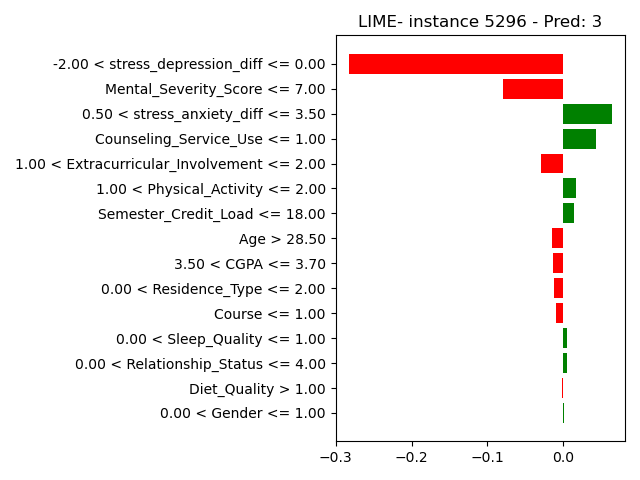 LIME- instance 5296 - Pred: 3
-2.00 < stress_depression_diff <= 0.00
Mental_Severity_Score <= 7.00
0.50 < stress_anxiety_diff <= 3.50
Counseling_Service_Use <= 1.00
1.00 < Extracurricular_Involvement <= 2.00
1.00 < Physical_Activity <= 2.00
Semester_Credit_Load <= 18.00
Age > 28.50
3.50 < CGPA <= 3.70
0.00 < Residence_Type <= 2.00
Course <= 1.00
0.00 < Sleep_Quality <= 1.00
0.00 < Relationship_Status <= 4.00
Diet_Quality > 1.00
0.00 < Gender <= 1.00
−0.3 −0.2 −0.1 0.0